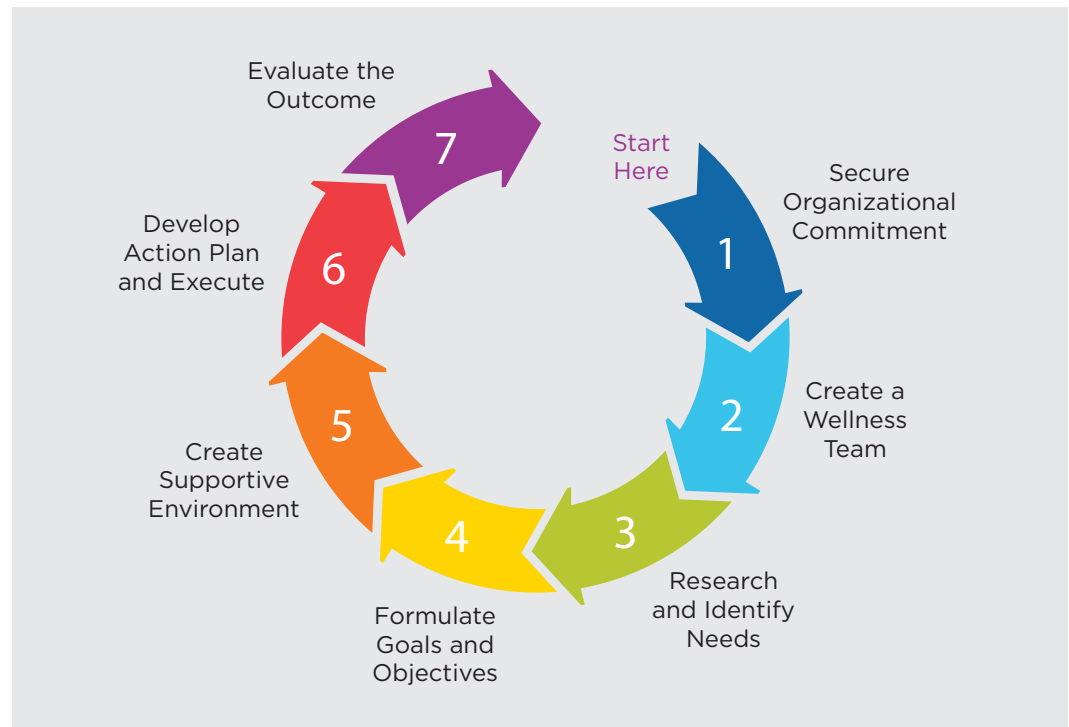 Start
Here
1
Secure
Organizational
Commitment
2
Create a
Wellness
Team
3
Research
and Identify
Needs
4
Formulate
Goals and
Objectives
5
Create
Supportive
Environment
6
Develop
Action Plan
and Execute
7
Evaluate the
Outcome